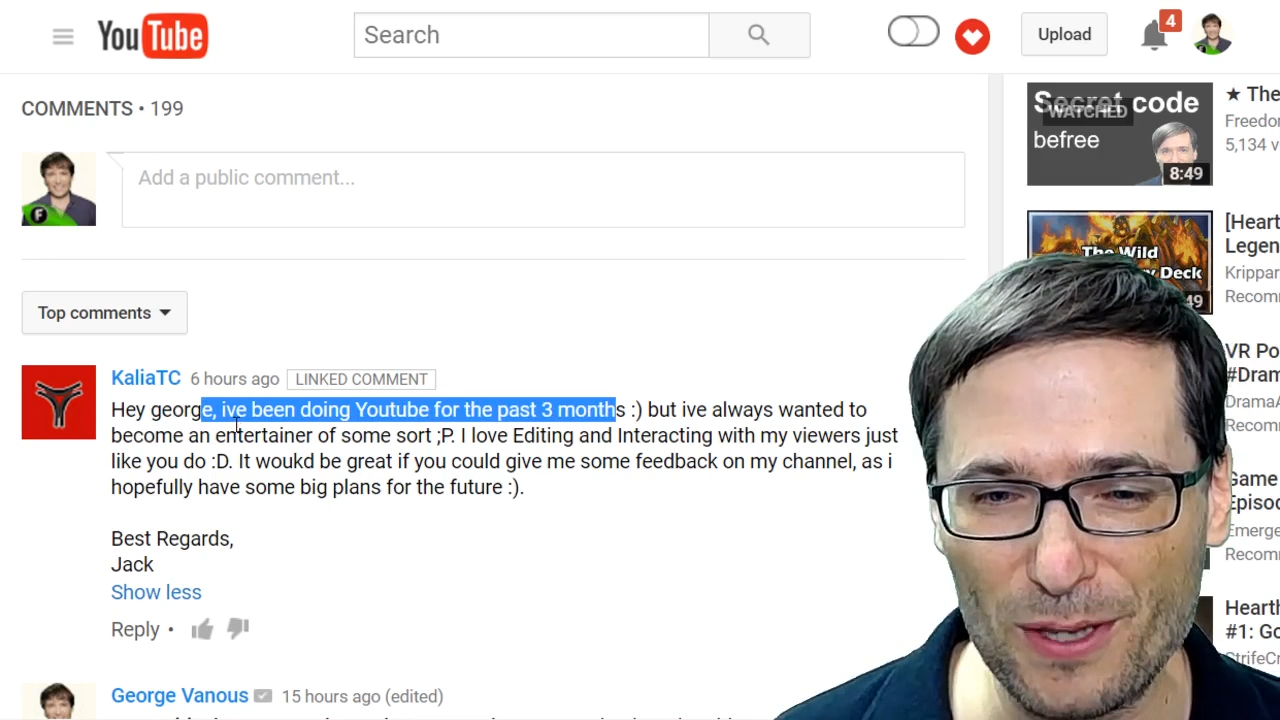 YouTube
Search
Upload
4
COMMENTS • 199
Add a public comment...
Top comments
KaliaTC 6 hours ago LINKED COMMENT
Hey george, ive been doing Youtube for the past 3 months :) but ive always wanted to
become an entertainer of some sort ;P. I love Editing and Interacting with my viewers just
like you do :D. It woukd be great if you could give me some feedback on my channel, as i
hopefully have some big plans for the future :).
Best Regards,
Jack
Show less
Reply •
George Vanous 15 hours ago (edited)
Secret code
WATCHED
befree
8:49
★ The
Freedo
5,134 v
The Wild
Deck
49
[Heart
Legen
Krippar
Recom
VR Po
#Dram
DramaA
Recom
Game
Episo
Emerge
Recom
Hearth
#1: Go
StrifeCr
F